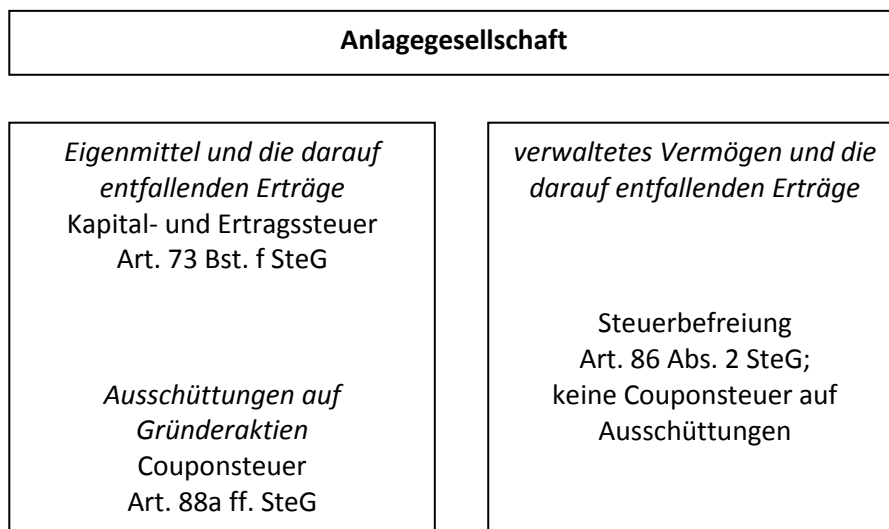 Anlagegesellschaft
Eigenmittel und die darauf
entfallenden Erträge
Kapital- und Ertragssteuer
Art. 73 Bst. f SteG
Ausschüttungen auf
Gründeraktien
Couponsteuer
Art. 88a ff. SteG
verwaltetes Vermögen und die
darauf entfallenden Erträge
Steuerbefreiung
Art. 86 Abs. 2 SteG;
keine Couponsteuer auf
Ausschüttungen